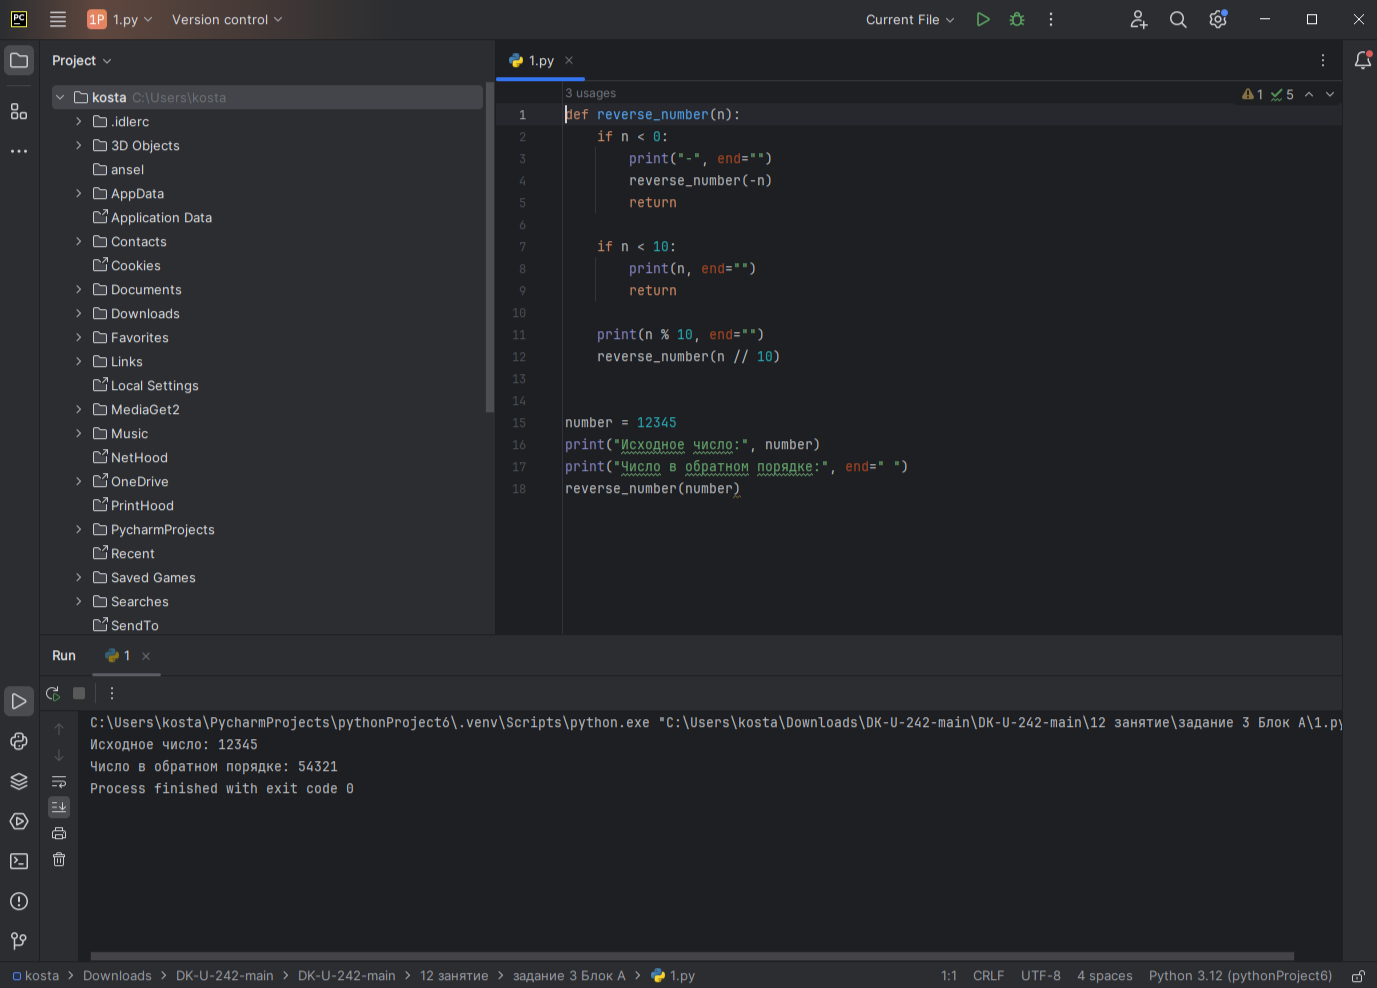 PC 1P 1.py Version control Current File
Project
kosta C:\Users\kosta
.idlerc
3D Objects
ansel
AppData
Application Data
Contacts
Cookies
Documents
Downloads
Favorites
Links
Local Settings
MediaGet2
Music
NetHood
OneDrive
PrintHood
PycharmProjects
Recent
Saved Games
Searches
SendTo
1.py
3 usages
1 5
1 def reverse_number(n):
2 if n < 0:
3 print("-", end="")
4 reverse_number(-n)
5 return
6
7 if n < 10:
8 print(n, end="")
9 return
10
11 print(n % 10, end="")
12 reverse_number(n // 10)
13
14
15 number = 12345
16 print("Исходное число:", number)
17 print("Число в обратном порядке:", end=" ")
18 reverse_number(number)
Run 1
C:\Users\kosta\PycharmProjects\pythonProject6\.venv\Scripts\python.exe "C:\Users\kosta\Downloads\DK-U-242-main\DK-U-242-main\12 занятие\задание 3 Блок А\1.py
Исходное число: 12345
Число в обратном порядке: 54321
Process finished with exit code 0
kosta > Downloads > DK-U-242-main > DK-U-242-main > 12 занятие > задание 3 Блок А > 1.py 1:1 CRLF UTF-8 4 spaces Python 3.12 (pythonProject6)